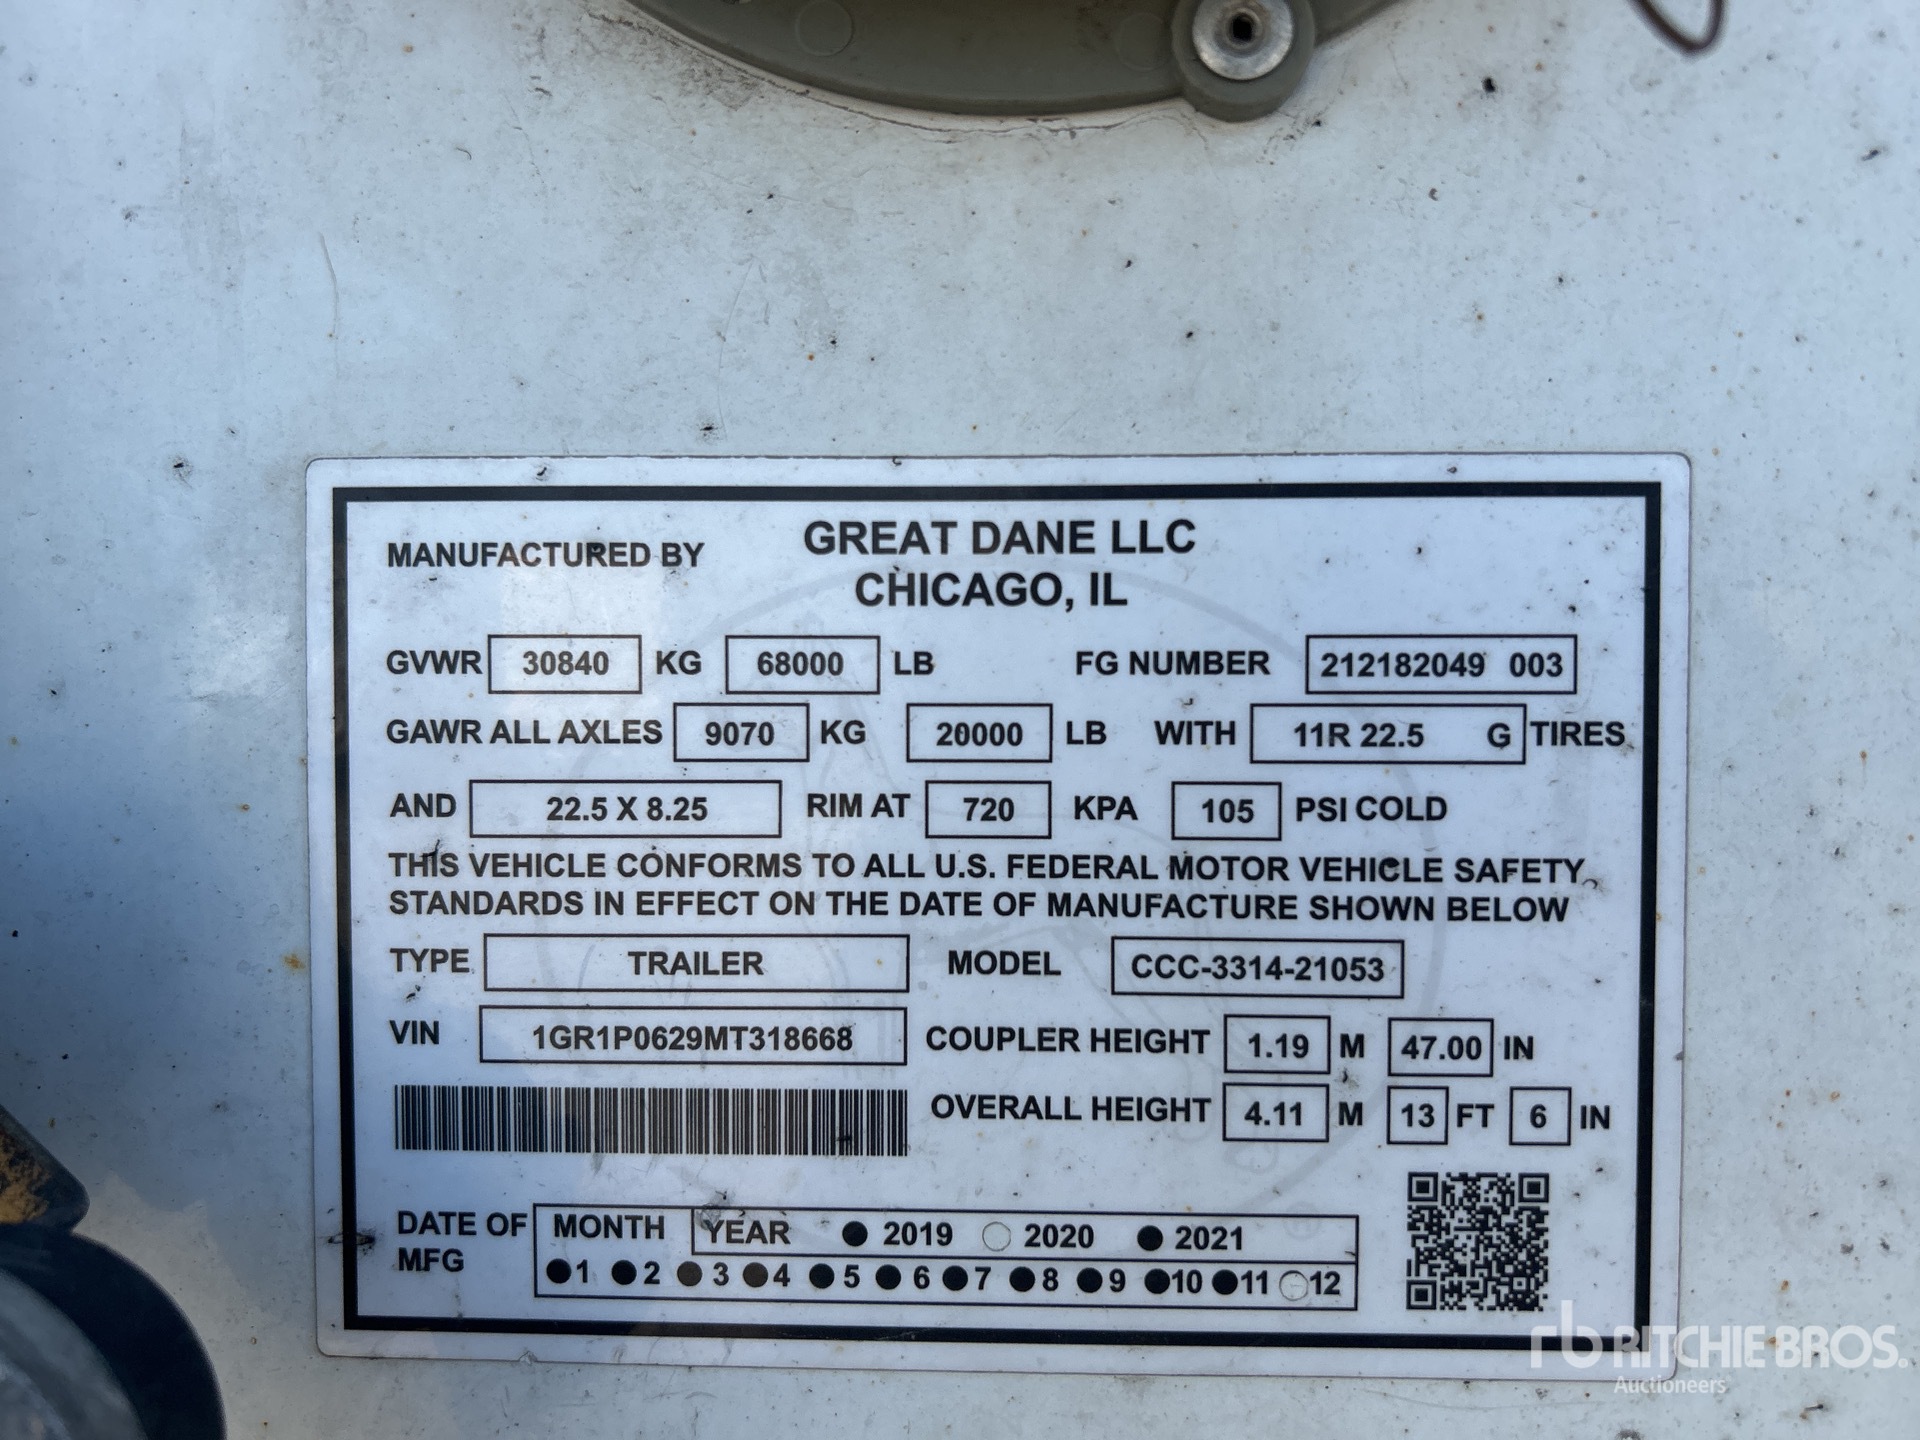 MANUFACTURED BY GREAT DANE LLC
CHICAGO, IL
GVWR 30840 KG 68000 LB FG NUMBER 212182049 003
GAWR ALL AXLES 9070 KG 20000 LB WITH 11R 22.5 G TIRES
AND 22.5 X 8.25 RIM AT 720 KPA 105 PSI COLD
THIS VEHICLE CONFORMS TO ALL U.S. FEDERAL MOTOR VEHICLE SAFETY
STANDARDS IN EFFECT ON THE DATE OF MANUFACTURE SHOWN BELOW
TYPE TRAILER MODEL CCC-3314-21053
VIN 1GR1P0629MT318668 COUPLER HEIGHT 1.19 M 47.00 IN
OVERALL HEIGHT 4.11 M 13 FT 6 IN
DATE OF MFG MONTH YEAR 2019 2020 2021
1 2 3 4 5 6 7 8 9 10 11 12
rb RITCHIE BROS.
Auctioneers